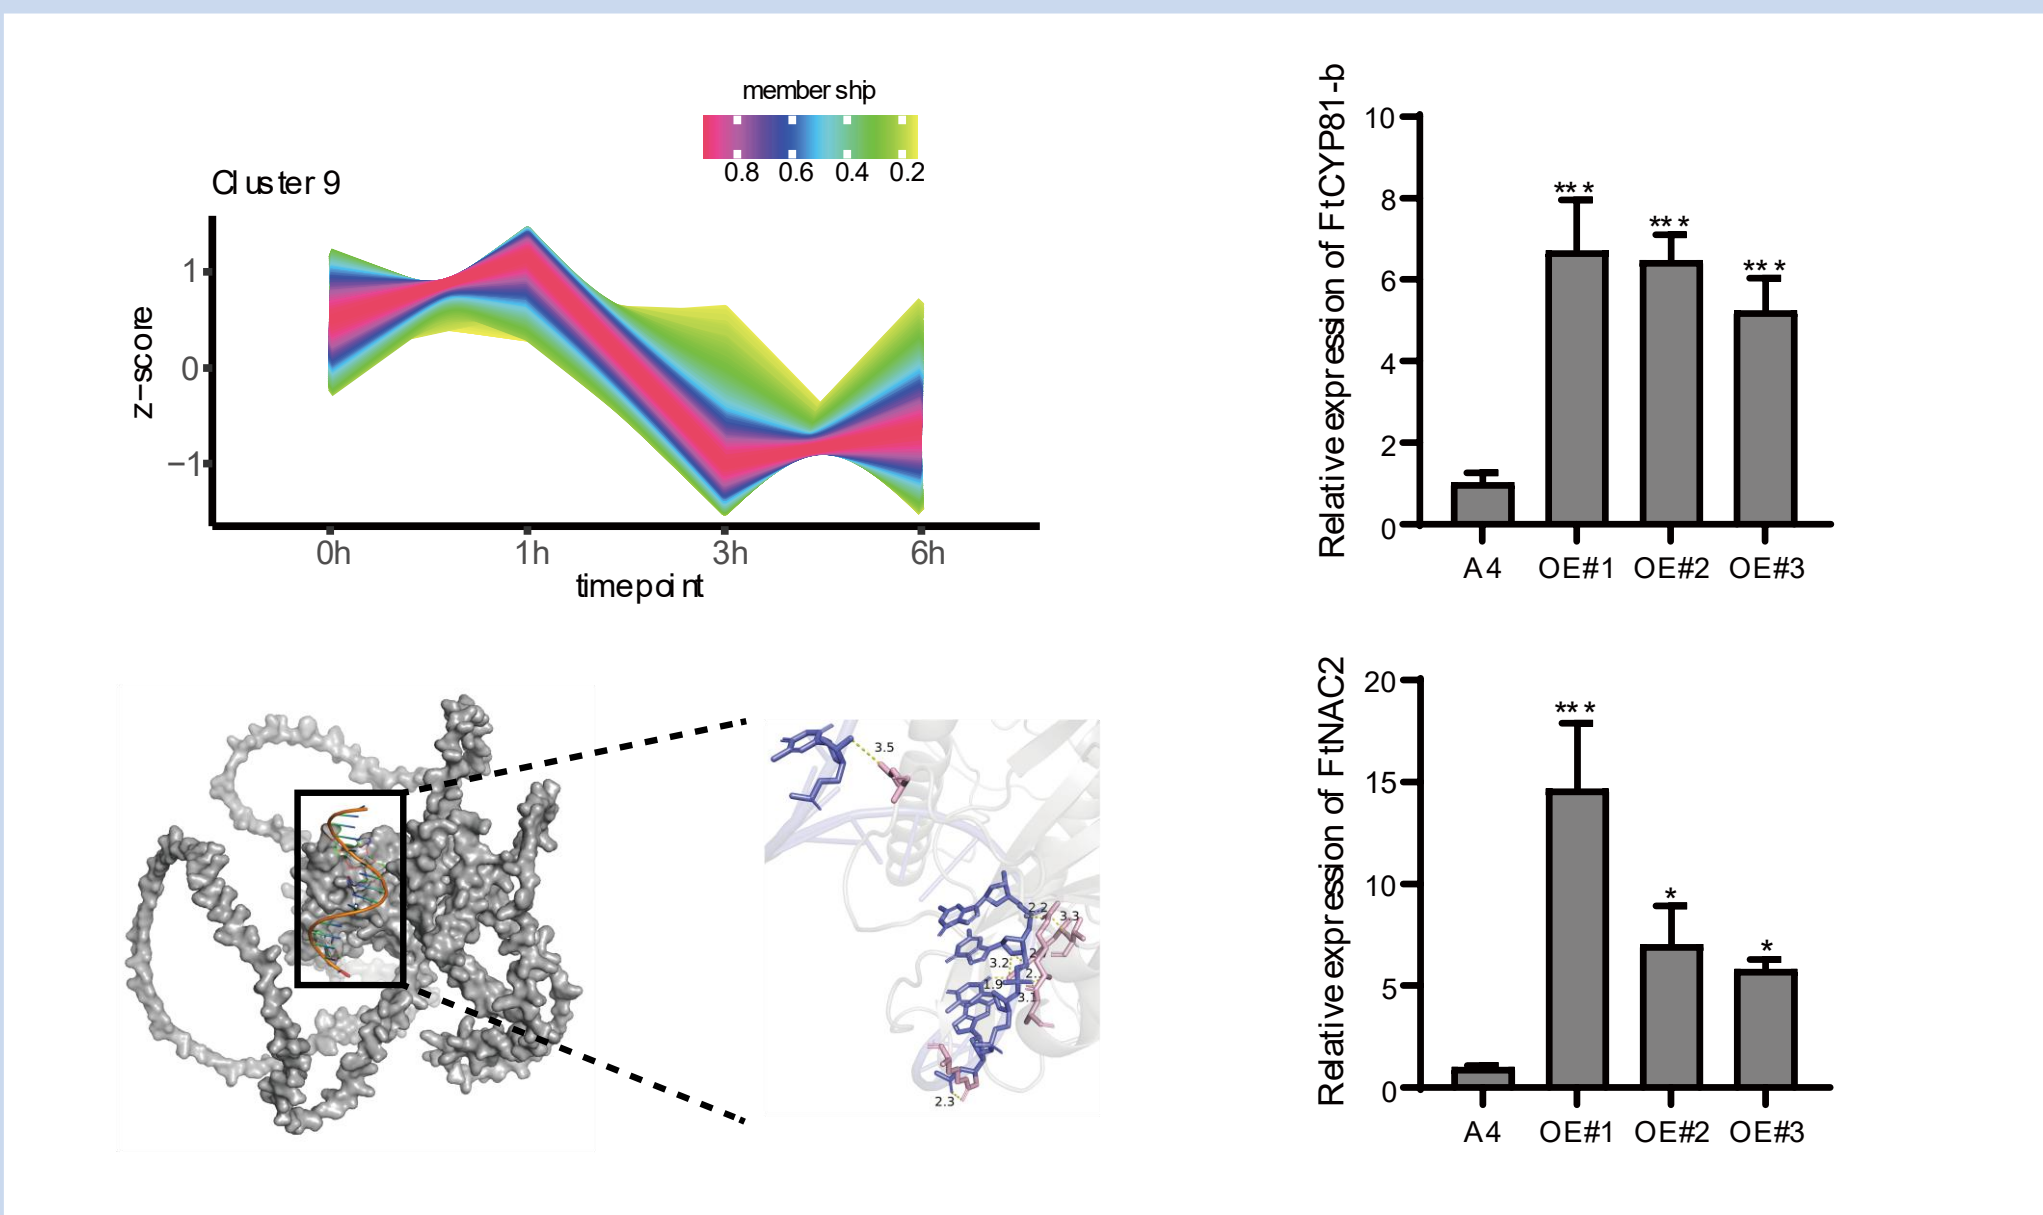 member ship
0.8 0.6 0.4 0.2
Cluster 9
z-score
1
0
−1
0h 1h 3h 6h
timepoint
Relative expression of FtCYP81-b
10
8
6
4
2
0
*** *** ***
A4 OE#1 OE#2 OE#3
3.5
2.2
3.3
3.2
2.
1.9
3.1
2.3
Relative expression of FtNAC2
20
15
10
5
0
*** * *
A4 OE#1 OE#2 OE#3